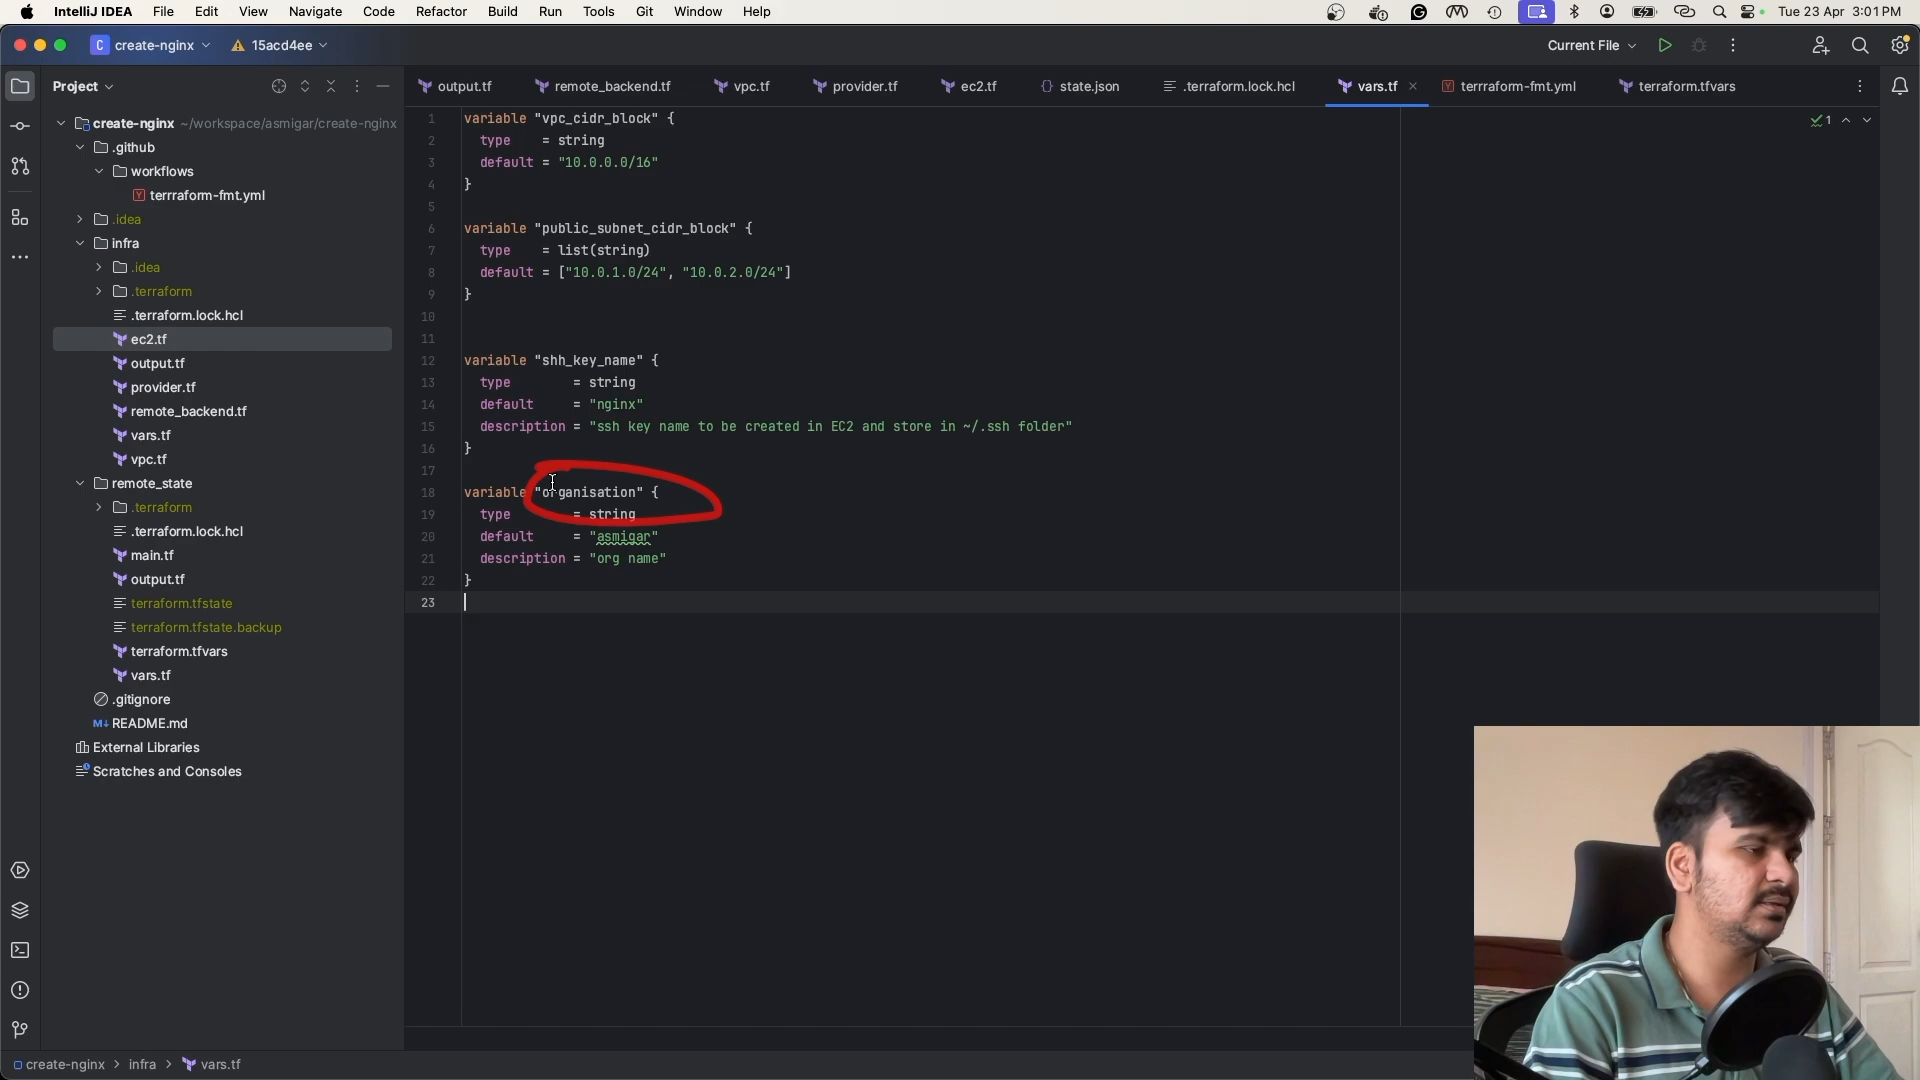 IntelliJ IDEA File Edit View Navigate Code Refactor Build Run Tools Git Window Help Tue 23 Apr 3:01 PM
C create-nginx 15acd4ee Current File
Project
output.tf remote_backend.tf vpc.tf provider.tf ec2.tf state.json .terraform.lock.hcl vars.tf terrraform-fmt.yml terraform.tfvars
create-nginx ~/workspace/asmigar/create-nginx
.github
workflows
terrraform-fmt.yml
.idea
infra
.idea
.terraform
.terraform.lock.hcl
ec2.tf
output.tf
provider.tf
remote_backend.tf
vars.tf
vpc.tf
remote_state
.terraform
.terraform.lock.hcl
main.tf
output.tf
terraform.tfstate
terraform.tfstate.backup
terraform.tfvars
vars.tf
.gitignore
README.md
External Libraries
Scratches and Consoles
1 variable "vpc_cidr_block" {
2 type = string
3 default = "10.0.0.0/16"
4 }
5
6 variable "public_subnet_cidr_block" {
7 type = list(string)
8 default = ["10.0.1.0/24", "10.0.2.0/24"]
9 }
10
11
12 variable "shh_key_name" {
13 type = string
14 default = "nginx"
15 description = "ssh key name to be created in EC2 and store in ~/.ssh folder"
16 }
17
18 variable "organisation" {
19 type = string
20 default = "asmigar"
21 description = "org name"
22 }
23
1
create-nginx > infra > vars.tf